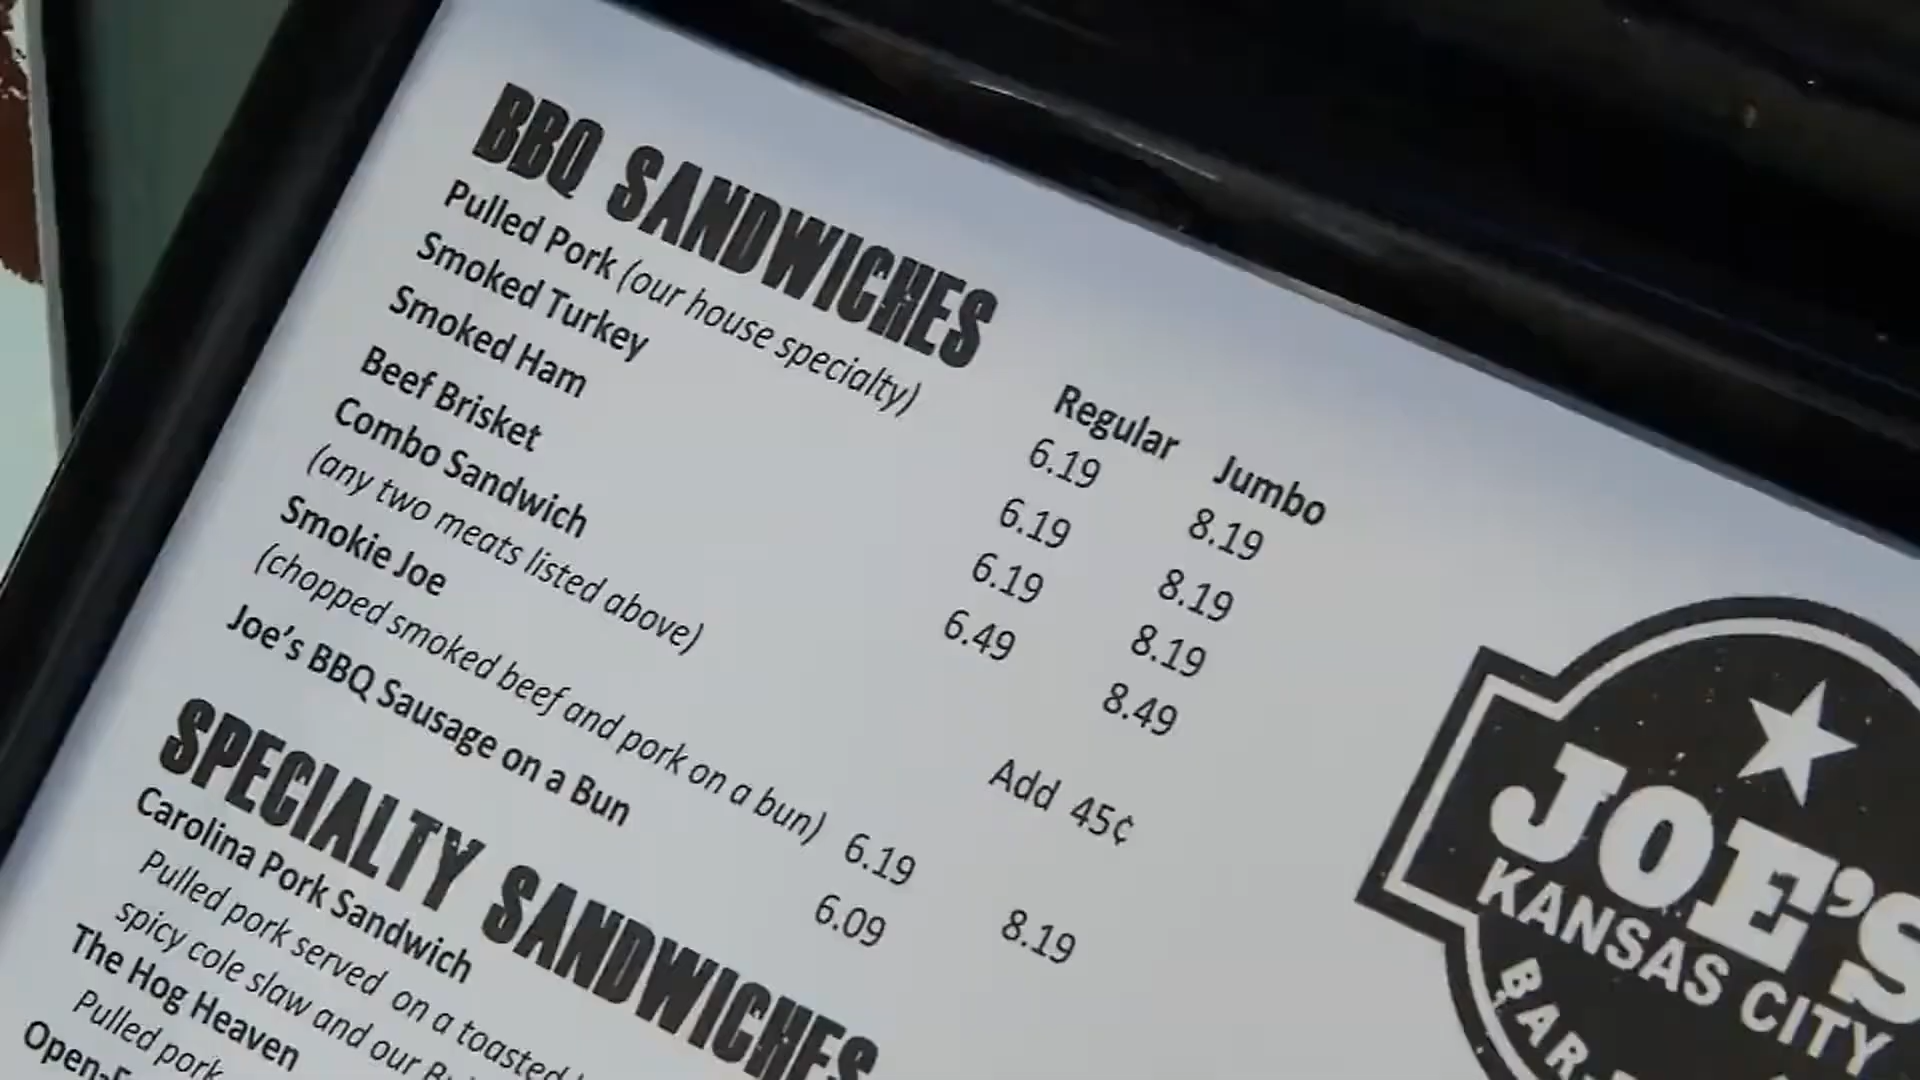 BBQ SANDWICHES
Regular Jumbo
Pulled Pork (our house specialty) 6.19 8.19
Smoked Turkey 6.19 8.19
Smoked Ham 6.19 8.19
Beef Brisket 6.49 8.49
Combo Sandwich
(any two meats listed above) Add 45¢
Smokie Joe
(chopped smoked beef and pork on a bun) 6.19 8.19
Joe's BBQ Sausage on a Bun 6.09
SPECIALTY SANDWICHES
Carolina Pork Sandwich
Pulled pork served on a toasted
spicy cole slaw and our
The Hog Heaven
Pulled pork
JOE'S
KANSAS CITY